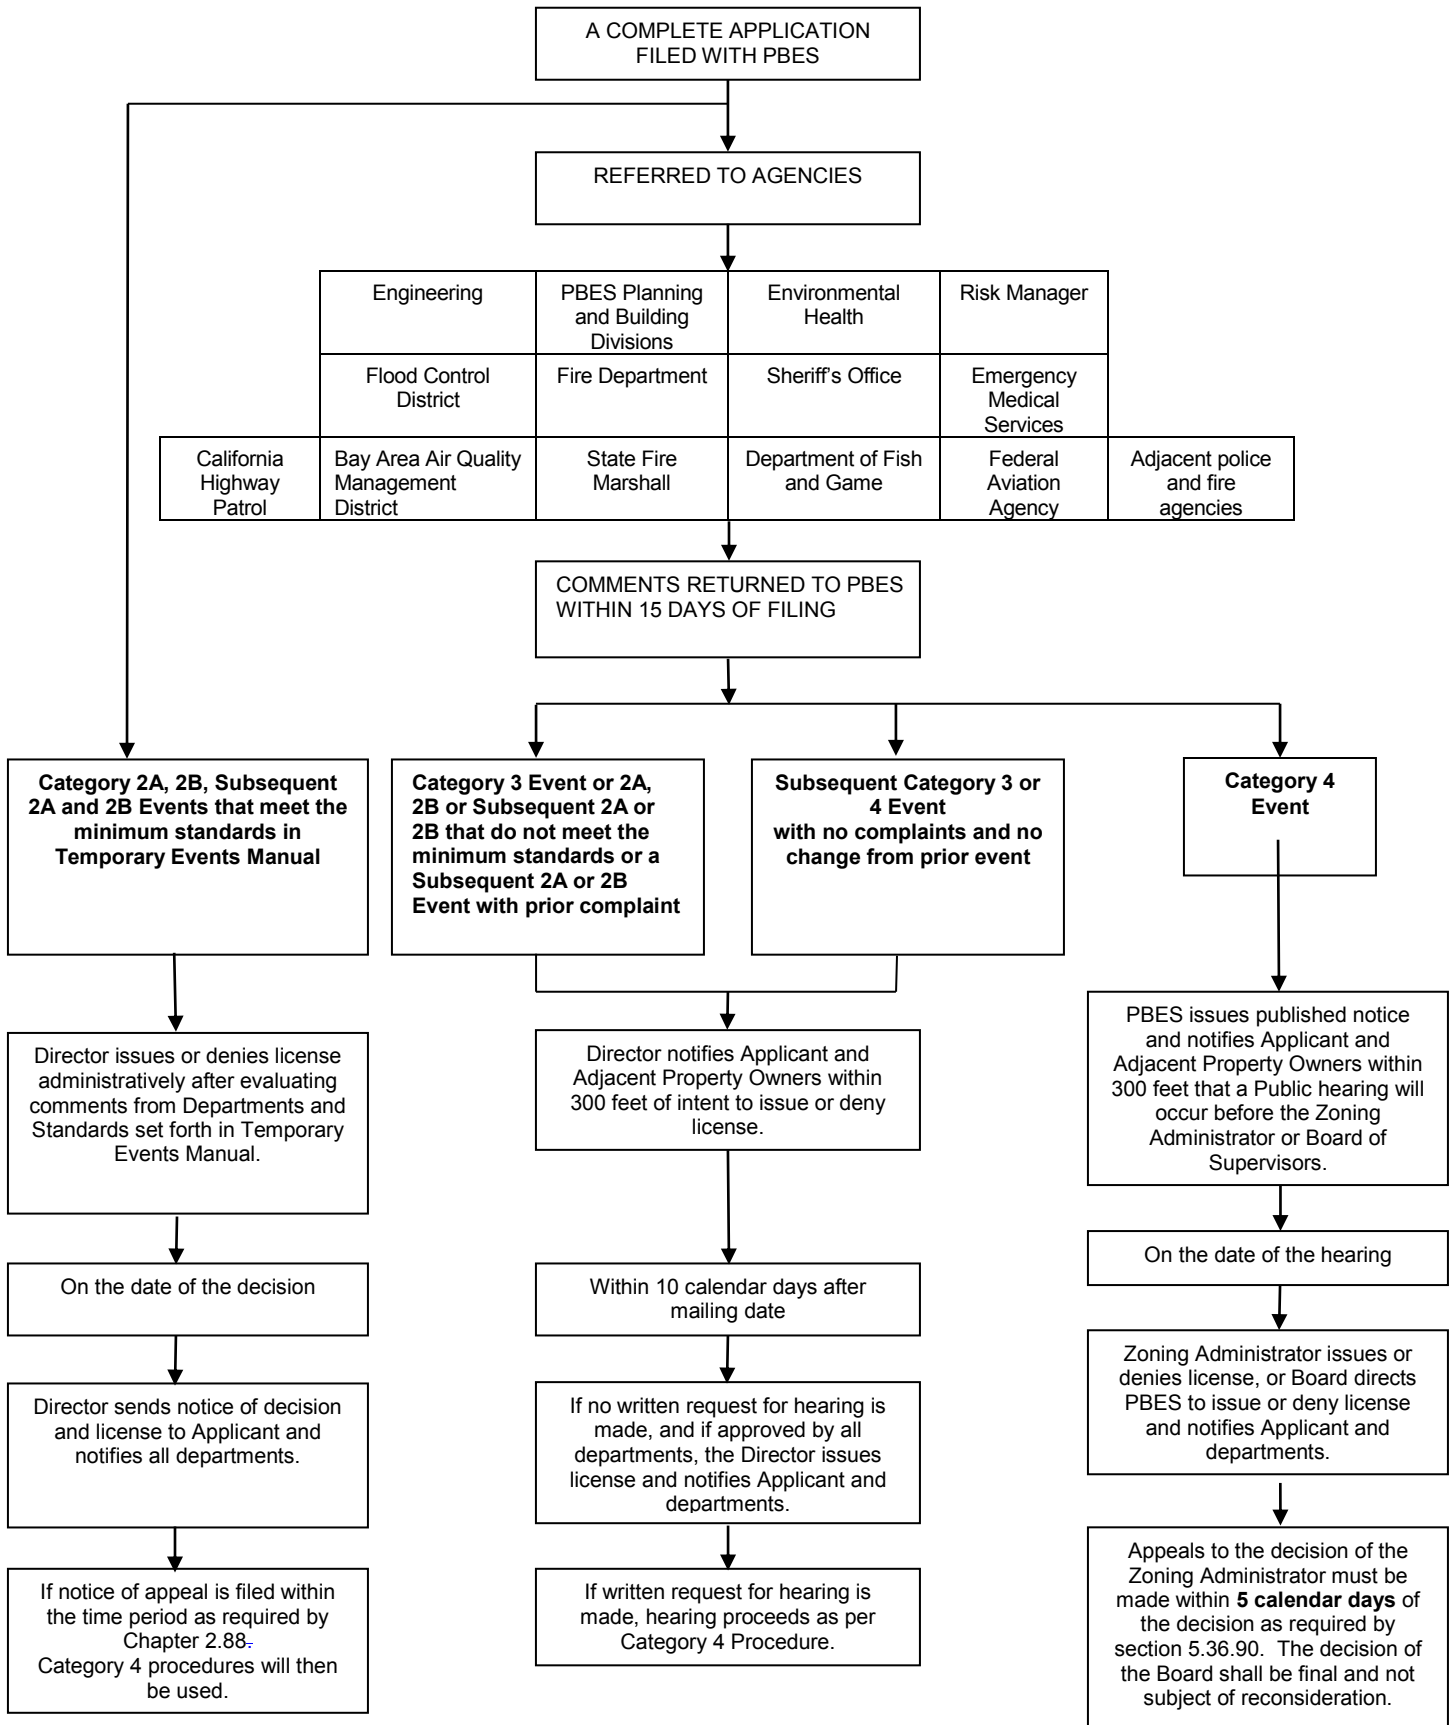 A COMPLETE APPLICATION
FILED WITH PBES
REFERRED TO AGENCIES
Engineering
PBES Planning
and Building
Divisions
Environmental
Health
Risk Manager
Flood Control
District
Fire Department
Sheriff's Office
Emergency
Medical
Services
California
Highway
Patrol
Bay Area Air Quality
Management
District
State Fire
Marshall
Department of Fish
and Game
Federal
Aviation
Agency
Adjacent police
and fire
agencies
COMMENTS RETURNED TO PBES
WITHIN 15 DAYS OF FILING
Category 2A, 2B, Subsequent
2A and 2B Events that meet the
minimum standards in
Temporary Events Manual
Category 3 Event or 2A,
2B or Subsequent 2A or
2B that do not meet the
minimum standards or a
Subsequent 2A or 2B
Event with prior complaint
Subsequent Category 3 or
4 Event
with no complaints and no
change from prior event
Category 4
Event
Director issues or denies license
administratively after evaluating
comments from Departments and
Standards set forth in Temporary
Events Manual.
Director notifies Applicant and
Adjacent Property Owners within
300 feet of intent to issue or deny
license.
PBES issues published notice
and notifies Applicant and
Adjacent Property Owners within
300 feet that a Public hearing will
occur before the Zoning
Administrator or Board of
Supervisors.
On the date of the decision
Within 10 calendar days after
mailing date
On the date of the hearing
Director sends notice of decision
and license to Applicant and
notifies all departments.
If no written request for hearing is
made, and if approved by all
departments, the Director issues
license and notifies Applicant and
departments.
Zoning Administrator issues or
denies license, or Board directs
PBES to issue or deny license
and notifies Applicant and
departments.
If notice of appeal is filed within
the time period as required by
Chapter 2.88.
Category 4 procedures will then
be used.
If written request for hearing is
made, hearing proceeds as per
Category 4 Procedure.
Appeals to the decision of the
Zoning Administrator must be
made within 5 calendar days of
the decision as required by
section 5.36.90. The decision of
the Board shall be final and not
subject of reconsideration.